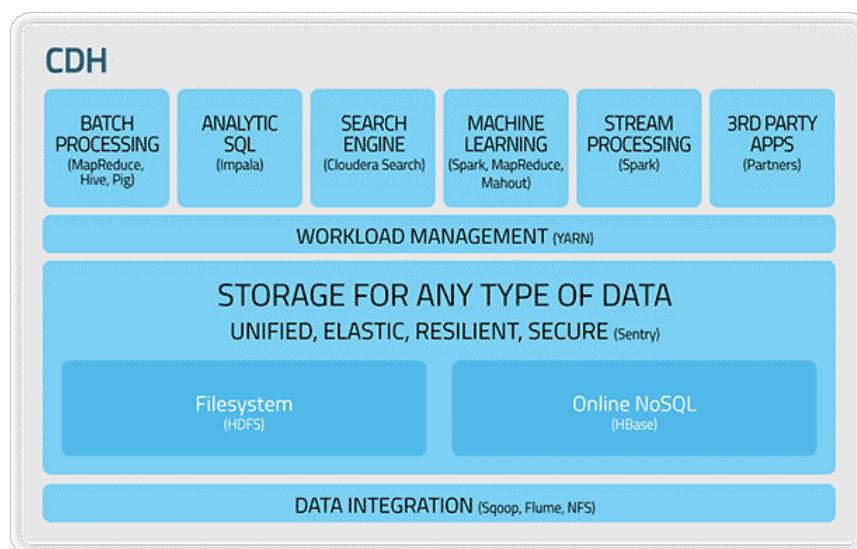 CDH
BATCH
PROCESSING
(MapReduce,
Hive, Pig)
ANALYTIC
SQL
(Impala)
SEARCH
ENGINE
(Cloudera Search)
MACHINE
LEARNING
(Spark, MapReduce,
Mahout)
STREAM
PROCESSING
(Spark)
3RD PARTY
APPS
(Partners)
WORKLOAD MANAGEMENT (YARN)
STORAGE FOR ANY TYPE OF DATA
UNIFIED, ELASTIC, RESILIENT, SECURE (Sentry)
Filesystem
(HDFS)
Online NoSQL
(HBase)
DATA INTEGRATION (Sqoop, Flume, NFS)